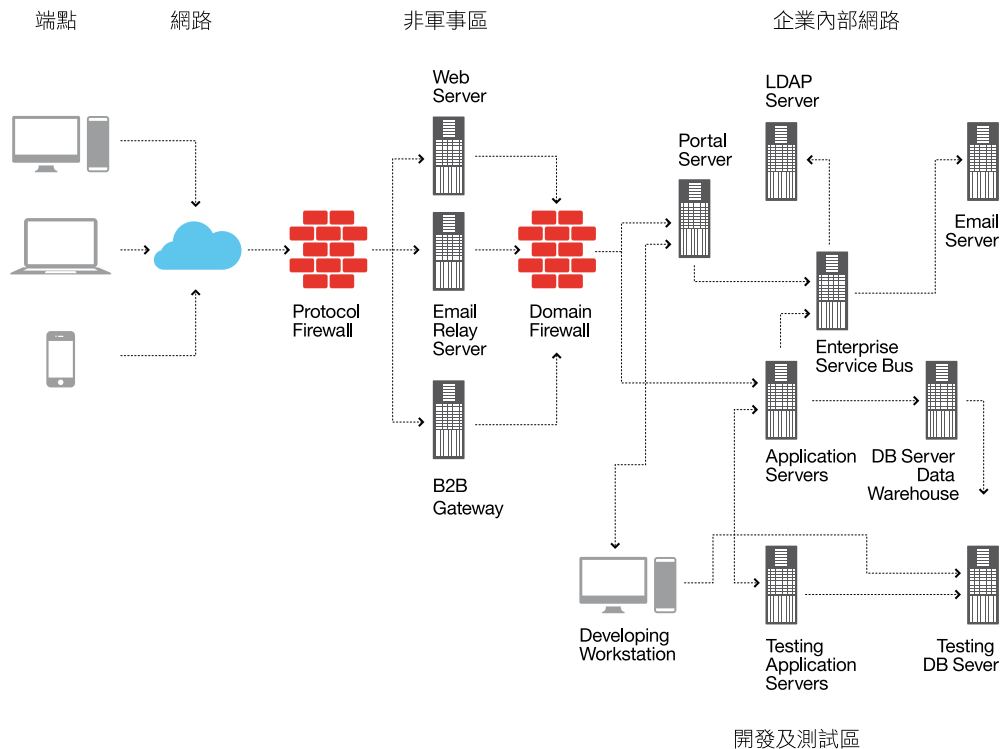 端點
網路
非軍事區
企業內部網路
Web
Server
LDAP
Server
Portal
Server
Email
Server
Protocol
Firewall
Email
Relay
Server
Domain
Firewall
Enterprise
Service Bus
B2B
Gateway
Application
Servers
DB Server
Data
Warehouse
Developing
Workstation
Testing
Application
Servers
Testing
DB Sever
開發及測試區